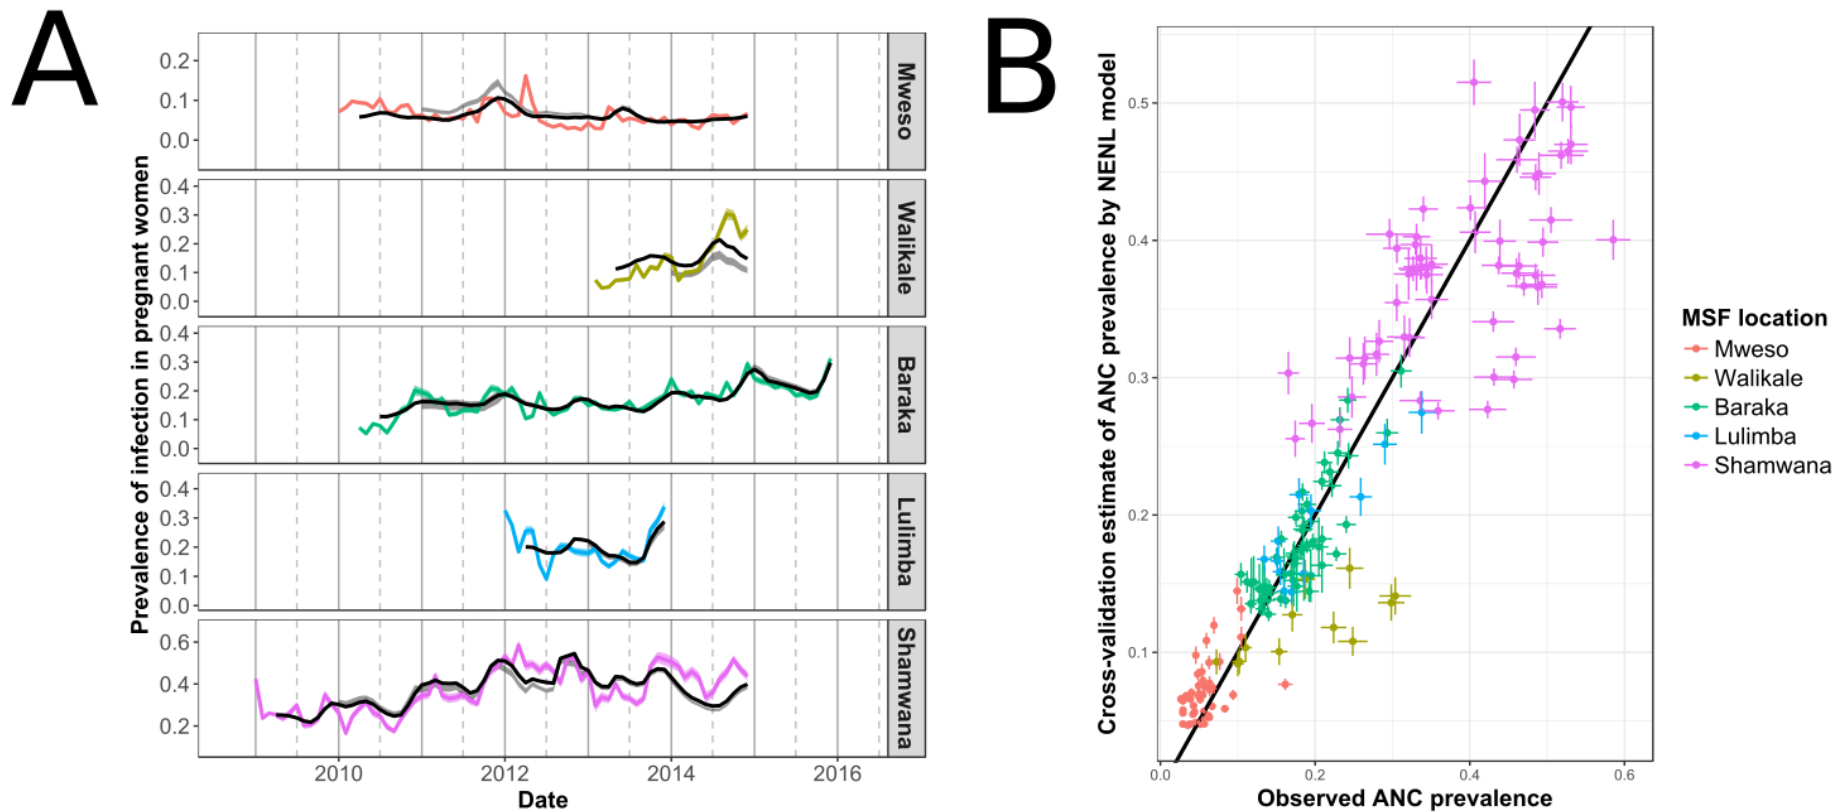 A
Prevalence of infection in pregnant women
0.2
0.1
0.0
Mweso
0.4
0.3
0.2
0.1
0.0
Walikale
0.4
0.3
0.2
0.1
0.0
Baraka
0.4
0.3
0.2
0.1
0.0
Lulimba
0.6
0.4
0.2
Shamwana
2010
2012
2014
2016
Date
B
Cross-validation estimate of ANC prevalence by NENL model
0.5
0.4
0.3
0.2
0.1
0.0
0.2
0.4
0.6
Observed ANC prevalence
MSF location
Mweso
Walikale
Baraka
Lulimba
Shamwana